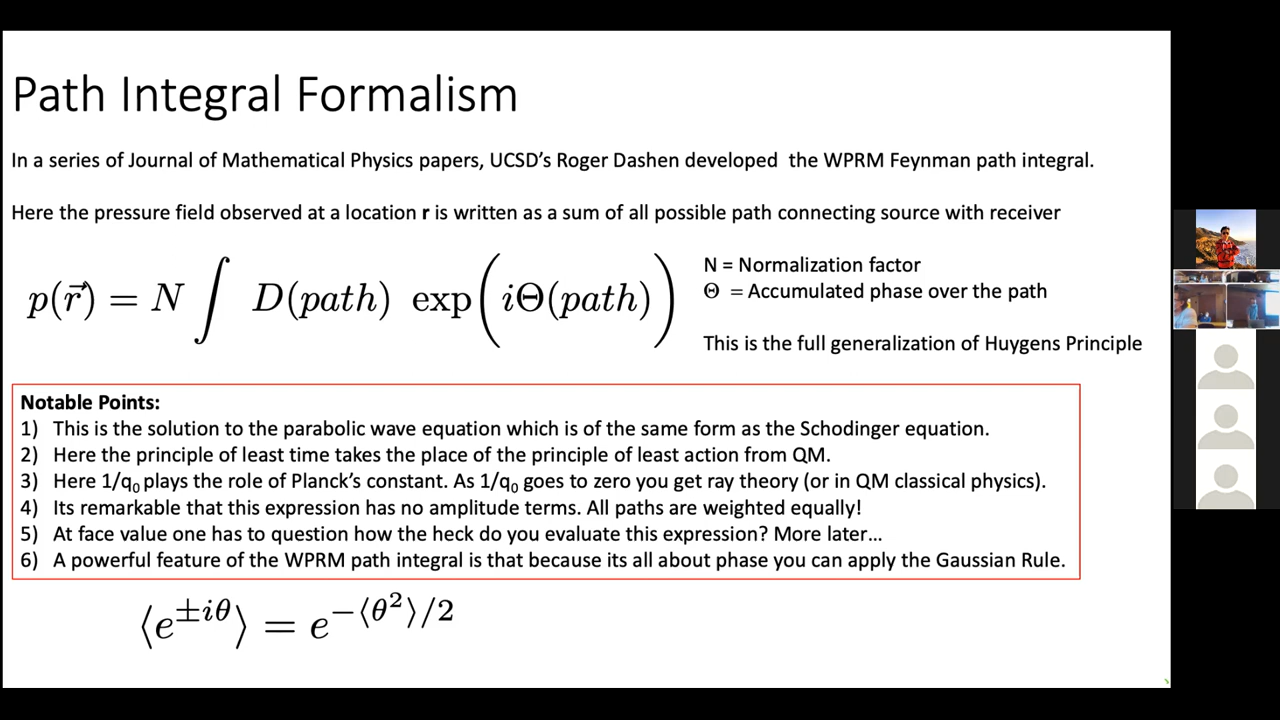 Path Integral Formalism
In a series of Journal of Mathematical Physics papers, UCSD's Roger Dashen developed the WPRM Feynman path integral.
Here the pressure field observed at a location r is written as a sum of all possible path connecting source with receiver
p(r⃗) = N ∫ D(path) exp(iΘ(path))
N = Normalization factor
Θ = Accumulated phase over the path
This is the full generalization of Huygens Principle
Notable Points:
1) This is the solution to the parabolic wave equation which is of the same form as the Schodinger equation.
2) Here the principle of least time takes the place of the principle of least action from QM.
3) Here 1/q₀ plays the role of Planck's constant. As 1/q₀ goes to zero you get ray theory (or in QM classical physics).
4) Its remarkable that this expression has no amplitude terms. All paths are weighted equally!
5) At face value one has to question how the heck do you evaluate this expression? More later...
6) A powerful feature of the WPRM path integral is that because its all about phase you can apply the Gaussian Rule.
⟨e^{±iθ}⟩ = e^{−⟨θ²⟩/2}